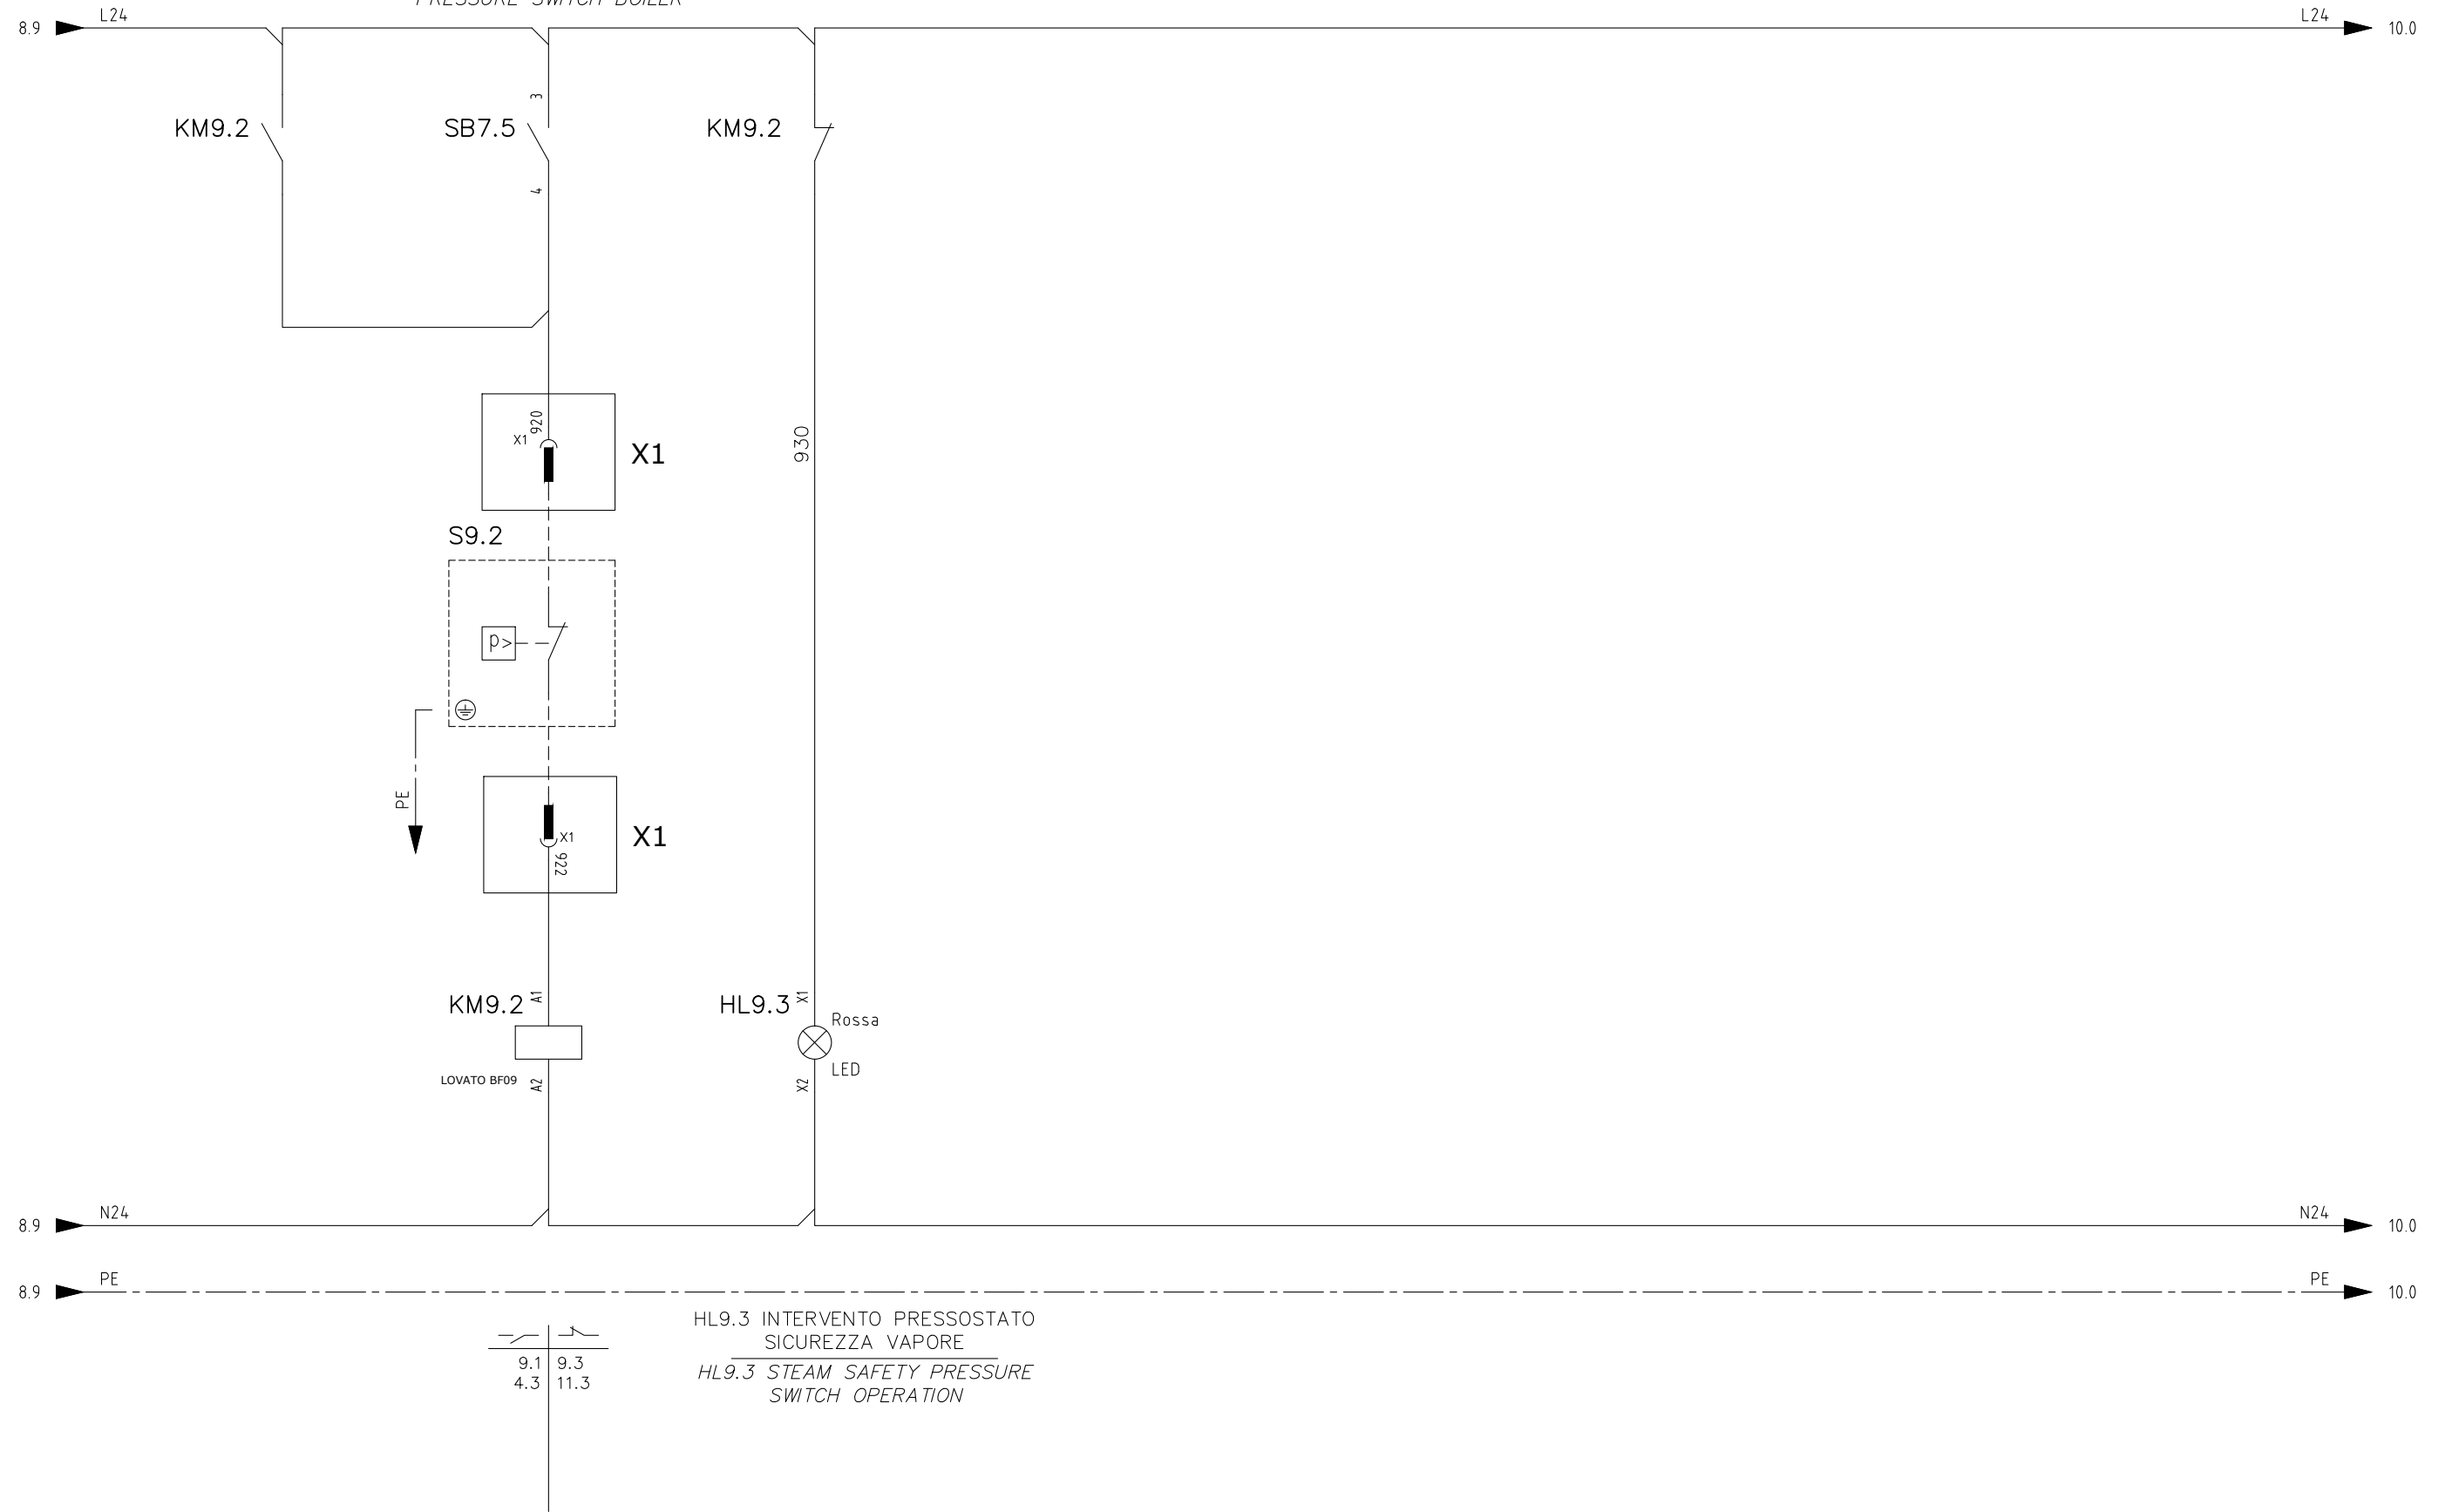 PRESSURE SWITCH BOILER
8.9 L24 L24 10.0
3
KM9.2 SB7.5 KM9.2
4
920
X1 X1
930
S9.2
p>
PE
X1 X1
922
KM9.2 A1 HL9.3 X1 Rossa
LOVATO BF09 A2 X2 LED
8.9 N24 N24 10.0
8.9 PE PE 10.0
HL9.3 INTERVENTO PRESSOSTATO
SICUREZZA VAPORE
HL9.3 STEAM SAFETY PRESSURE
SWITCH OPERATION
9.1 9.3
4.3 11.3